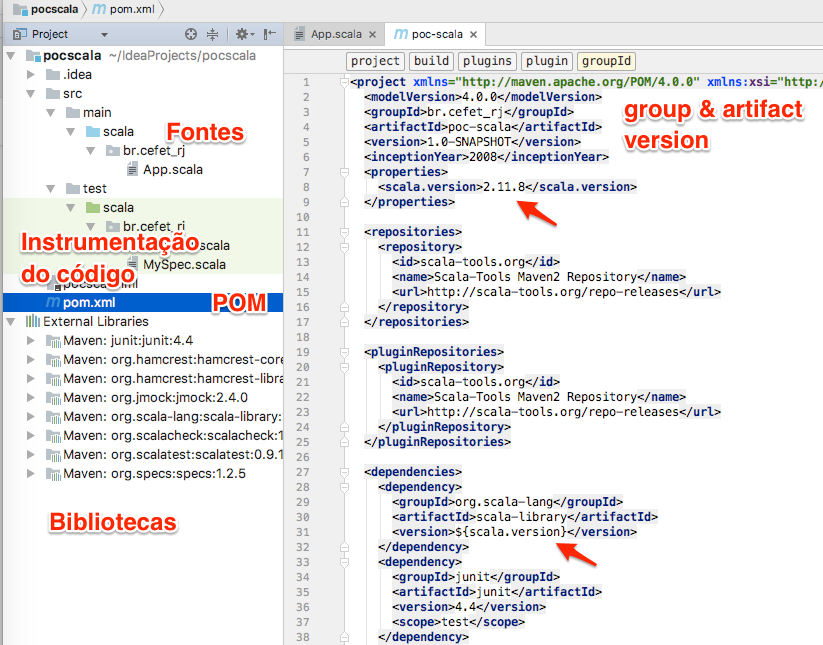 pocscala pom.xml
Project
App.scala poc-scala
pocscala ~/IdeaProjects/pocscala
.idea
src
main
scala
Fontes
br.cefet_rj
App.scala
test
scala
br.cefet_rj
Instrumentação
scala
do código
MySpec.scala
pom.xml
POM
External Libraries
Maven: junit:junit:4.4
Maven: org.hamcrest:hamcrest-core
Maven: org.hamcrest:hamcrest-libra
Maven: org.jmock:jmock:2.4.0
Maven: org.scala-lang:scala-library:
Maven: org.scalacheck:scalacheck:1
Maven: org.scalatest:scalatest:0.9.1
Maven: org.specs:specs:1.2.5
Bibliotecas
project build plugins plugin groupId
group & artifact
version
1 <project xmlns="http://maven.apache.org/POM/4.0.0" xmlns:xsi="http:/
2 <modelVersion>4.0.0</modelVersion>
3 <groupId>br.cefet_rj</groupId>
4 <artifactId>poc-scala</artifactId>
5 <version>1.0-SNAPSHOT</version>
6 <inceptionYear>2008</inceptionYear>
7 <properties>
8 <scala.version>2.11.8</scala.version>
9 </properties>
10
11 <repositories>
12 <repository>
13 <id>scala-tools.org</id>
14 <name>Scala-Tools Maven2 Repository</name>
15 <url>http://scala-tools.org/repo-releases</url>
16 </repository>
17 </repositories>
18
19 <pluginRepositories>
20 <pluginRepository>
21 <id>scala-tools.org</id>
22 <name>Scala-Tools Maven2 Repository</name>
23 <url>http://scala-tools.org/repo-releases</url>
24 </pluginRepository>
25 </pluginRepositories>
26
27 <dependencies>
28 <dependency>
29 <groupId>org.scala-lang</groupId>
30 <artifactId>scala-library</artifactId>
31 <version>${scala.version}</version>
32 </dependency>
33 <dependency>
34 <groupId>junit</groupId>
35 <artifactId>junit</artifactId>
36 <version>4.4</version>
37 <scope>test</scope>
38 </dependency>